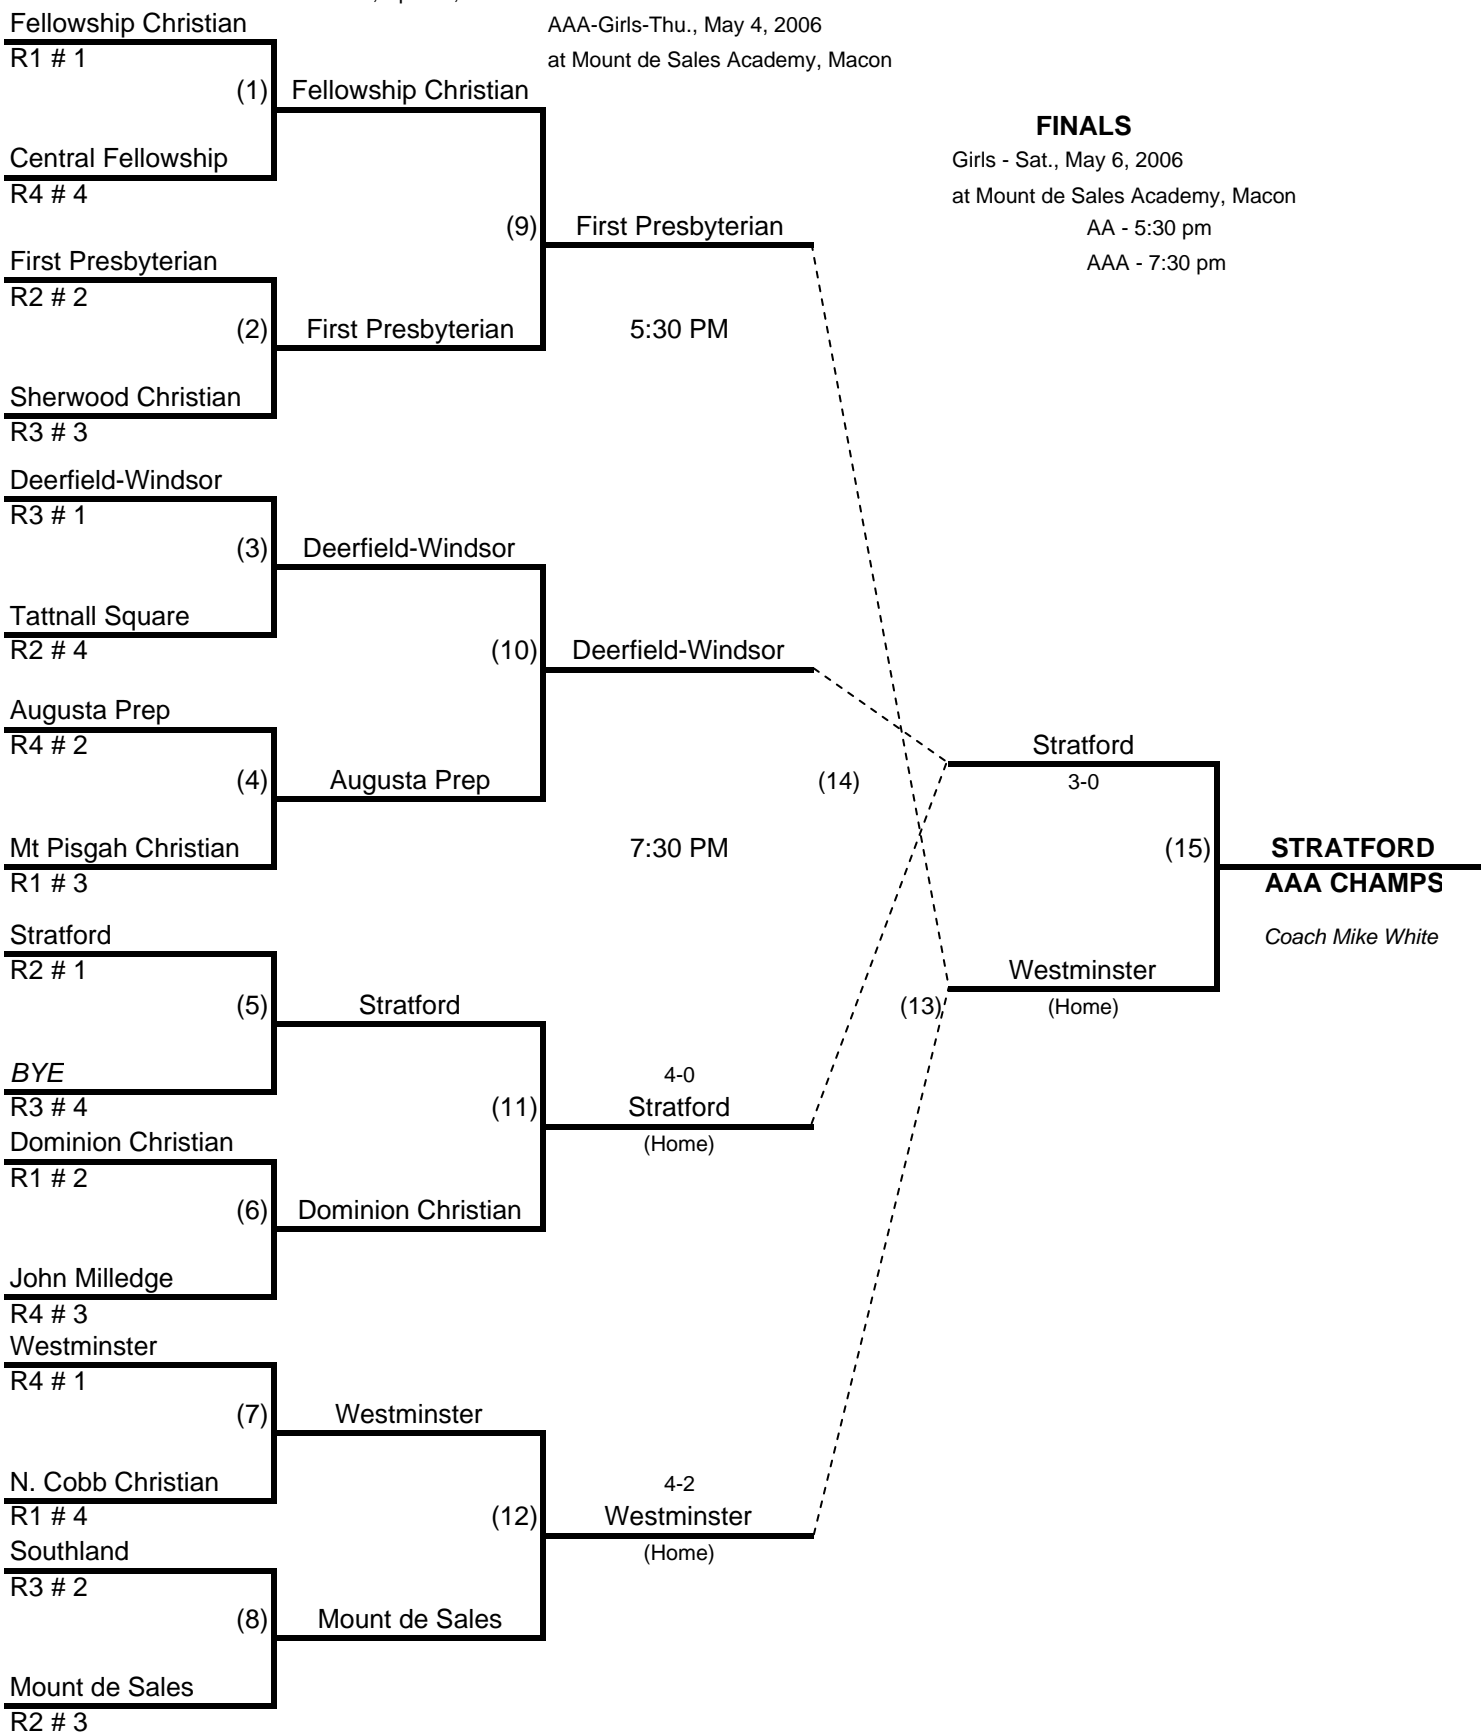 Fellowship Christian
R1 # 1
AAA-Girls-Thu., May 4, 2006
at Mount de Sales Academy, Macon
(1)
Fellowship Christian
Central Fellowship
R4 # 4
FINALS
Girls - Sat., May 6, 2006
at Mount de Sales Academy, Macon
AA - 5:30 pm
AAA - 7:30 pm
(9)
First Presbyterian
First Presbyterian
R2 # 2
(2)
First Presbyterian
5:30 PM
Sherwood Christian
R3 # 3
Deerfield-Windsor
R3 # 1
(3)
Deerfield-Windsor
Tattnall Square
R2 # 4
(10)
Deerfield-Windsor
Augusta Prep
R4 # 2
(4)
Augusta Prep
(14)
Stratford
3-0
Mt Pisgah Christian
R1 # 3
7:30 PM
(15)
STRATFORD
AAA CHAMPS
Coach Mike White
Stratford
R2 # 1
(5)
Stratford
(13)
Westminster
(Home)
BYE
R3 # 4
(11)
4-0
Stratford
(Home)
Dominion Christian
R1 # 2
(6)
Dominion Christian
John Milledge
R4 # 3
Westminster
R4 # 1
(7)
Westminster
N. Cobb Christian
R1 # 4
(12)
4-2
Westminster
(Home)
Southland
R3 # 2
(8)
Mount de Sales
Mount de Sales
R2 # 3